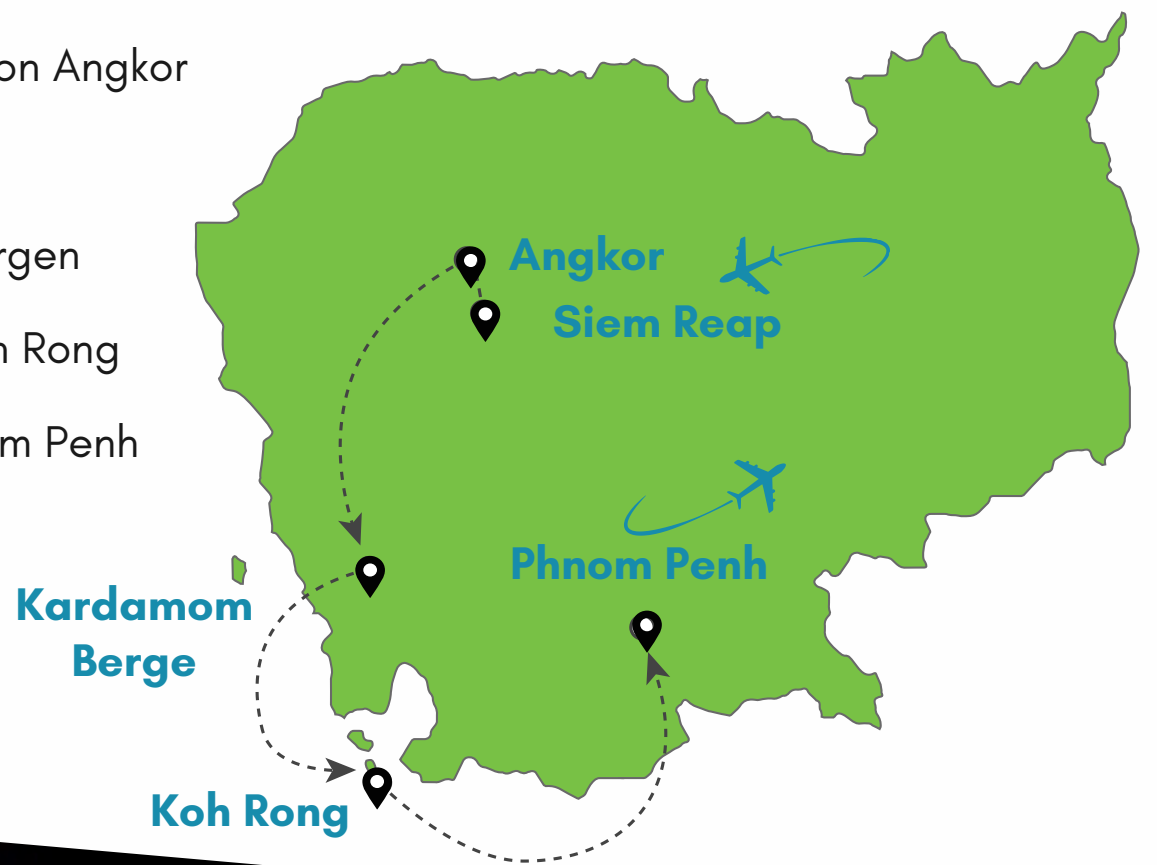 on Angkor
rgen
Rong
m Penh
Angkor
Siem Reap
Phnom Penh
Kardamom
Berge
Koh Rong